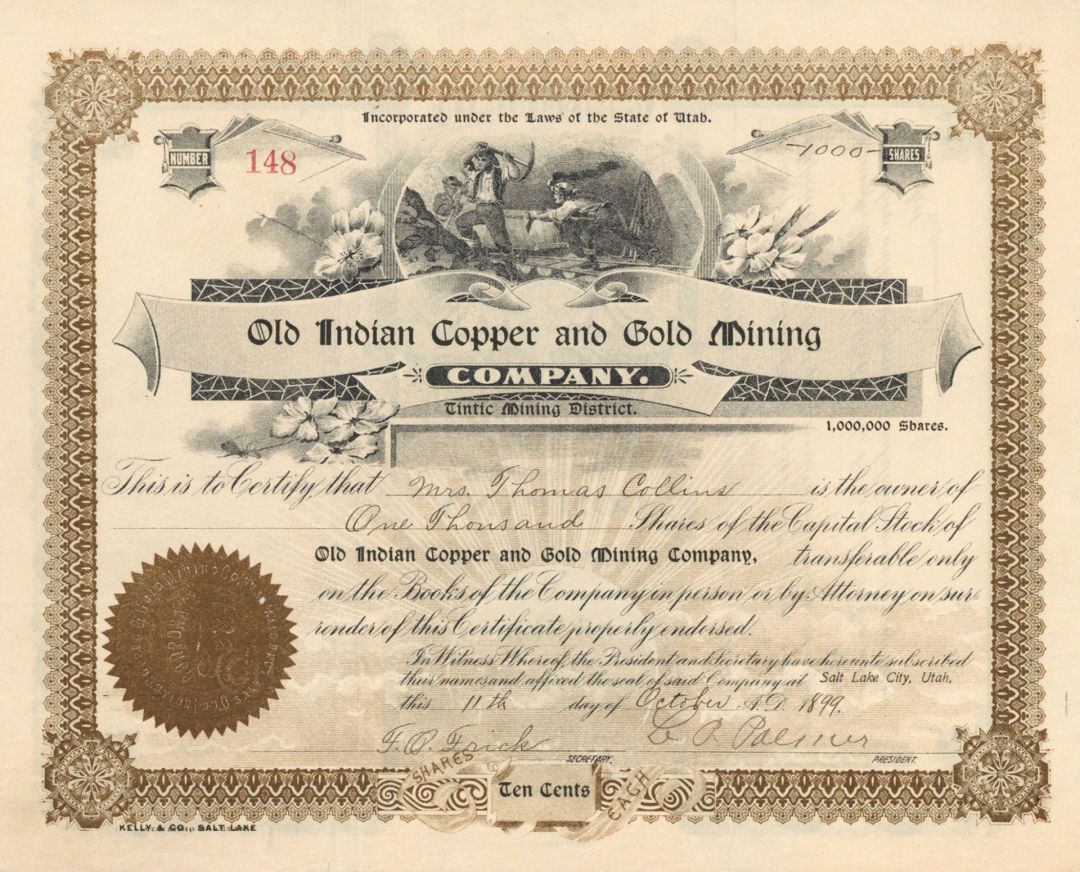 Incorporated under the Laws of the State of Utah.
NUMBER
148
-1000-
SHARES
Old Indian Copper and Gold Mining
COMPANY.
Tintic Mining District.
1,000,000 Shares.
This is to Certify that Mrs. Thomas Collins is the owner of
One Thousand Shares of the Capital Stock of
Old Indian Copper and Gold Mining Company, transferable only
on the Books of the Company in person or by Attorney on sur-
render of this Certificate properly endorsed.
In Witness Whereof, the President and Secretary have hereunto subscribed
their names and affixed the seal of said Company at Salt Lake City, Utah,
this 11th day of October A.D. 1899.
F. P. Frick
SECRETARY.
C P Palmer
PRESIDENT.
SHARES Ten Cents EACH
KELLY & CO., SALT LAKE